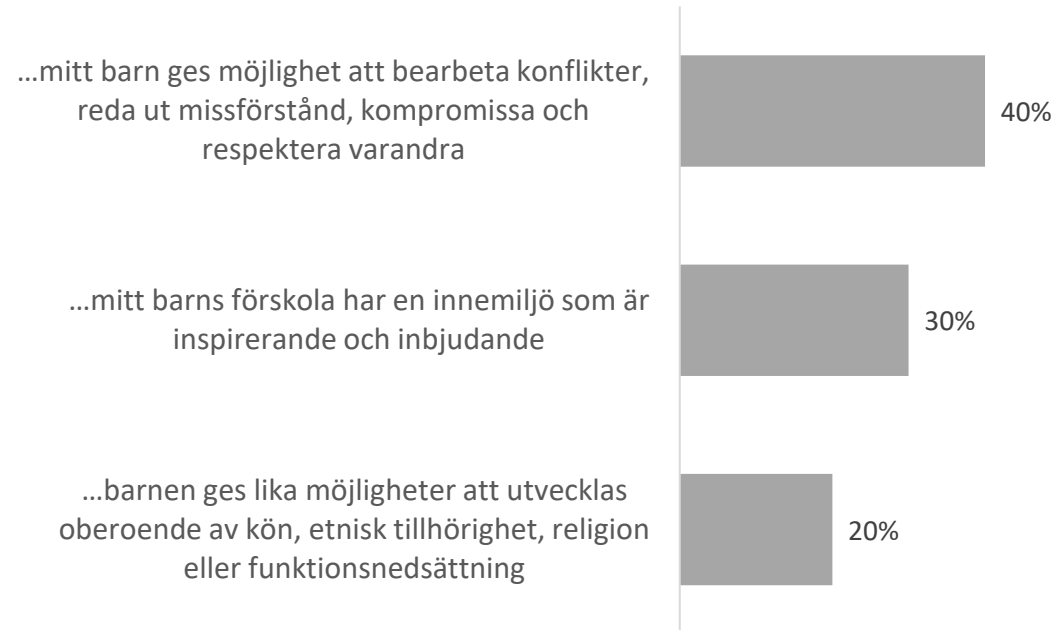 …mitt barn ges möjlighet att bearbeta konflikter,
reda ut missförstånd, kompromissa och
respektera varandra
40%
…mitt barns förskola har en innemiljö som är
inspirerande och inbjudande
30%
…barnen ges lika möjligheter att utvecklas
oberoende av kön, etnisk tillhörighet, religion
eller funktionsnedsättning
20%